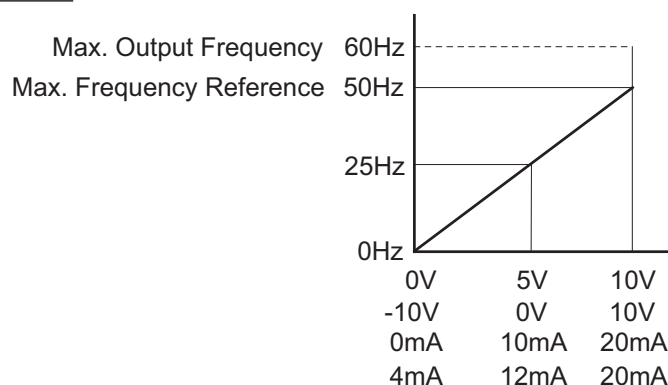 Max. Output Frequency 60Hz
Max. Frequency Reference 50Hz
25Hz
0Hz
0V 5V 10V
-10V 0V 10V
0mA 10mA 20mA
4mA 12mA 20mA